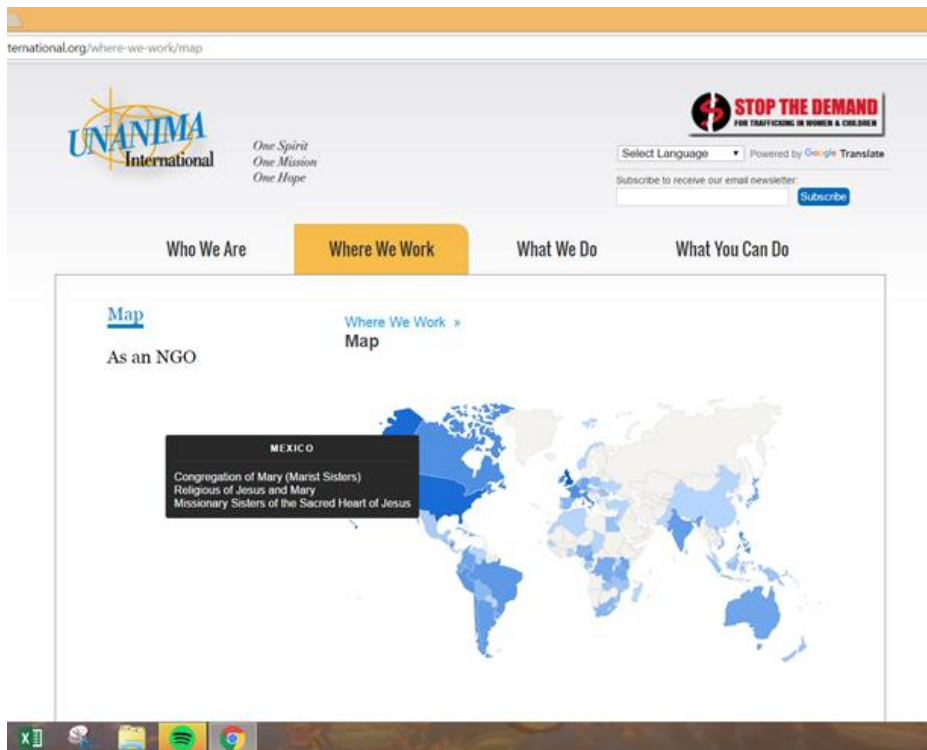 ternational.org/where-we-work/map
UNANIMA
International
One Spirit
One Mission
One Hope
STOP THE DEMAND
FOR TRAFFICKING IN WOMEN & CHILDREN
Select Language Powered by Google Translate
Subscribe to receive our email newsletter:
Subscribe
Who We Are Where We Work What We Do What You Can Do
Map
As an NGO
Where We Work »
Map
MEXICO
Congregation of Mary (Marist Sisters)
Religious of Jesus and Mary
Missionary Sisters of the Sacred Heart of Jesus